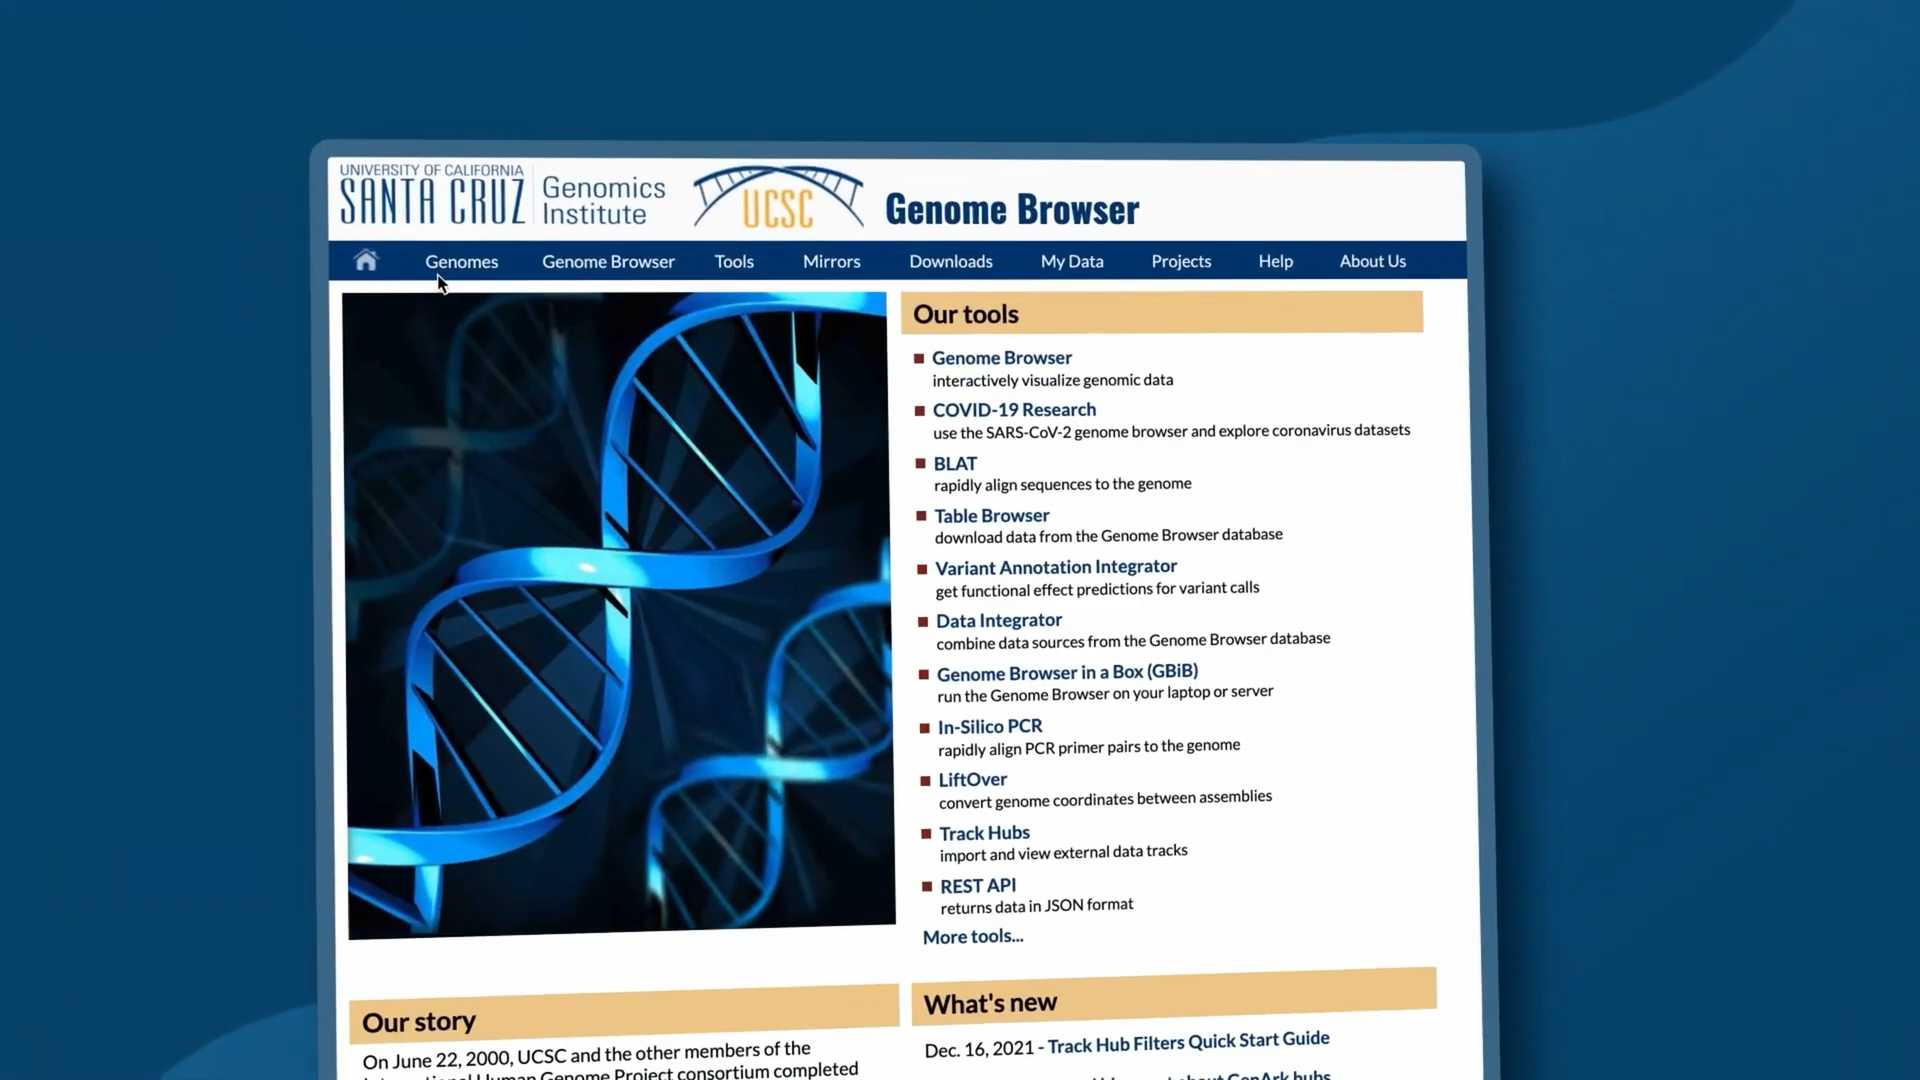 UNIVERSITY OF CALIFORNIA
SANTA CRUZ
Genomics
Institute
UCSC
Genome Browser
Genomes
Genome Browser
Tools
Mirrors
Downloads
My Data
Projects
Help
About Us
Our tools
Genome Browser
interactively visualize genomic data
COVID-19 Research
use the SARS-CoV-2 genome browser and explore coronavirus datasets
BLAT
rapidly align sequences to the genome
Table Browser
download data from the Genome Browser database
Variant Annotation Integrator
get functional effect predictions for variant calls
Data Integrator
combine data sources from the Genome Browser database
Genome Browser in a Box (GBiB)
run the Genome Browser on your laptop or server
In-Silico PCR
rapidly align PCR primer pairs to the genome
LiftOver
convert genome coordinates between assemblies
Track Hubs
import and view external data tracks
REST API
returns data in JSON format
More tools...
Our story
On June 22, 2000, UCSC and the other members of the
Human Genome Project consortium completed
What's new
Dec. 16, 2021 - Track Hub Filters Quick Start Guide
about GenArk hubs